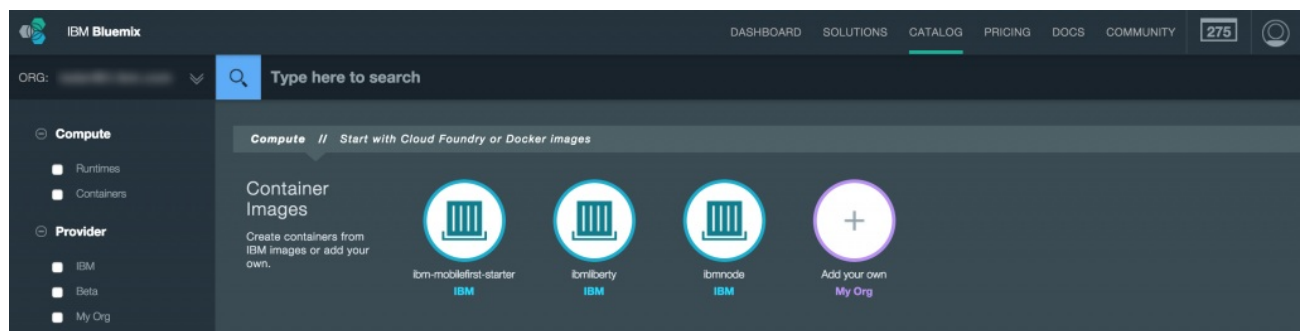 IBM Bluemix
DASHBOARD SOLUTIONS CATALOG PRICING DOCS COMMUNITY 275
ORG:
Type here to search
Compute
Runtimes
Containers
Provider
IBM
Beta
My Org
Compute // Start with Cloud Foundry or Docker images
Container
Images
Create containers from
IBM images or add your
own.
ibm-mobilefirst-starter
IBM
ibmliberty
IBM
ibmnode
IBM
Add your own
My Org